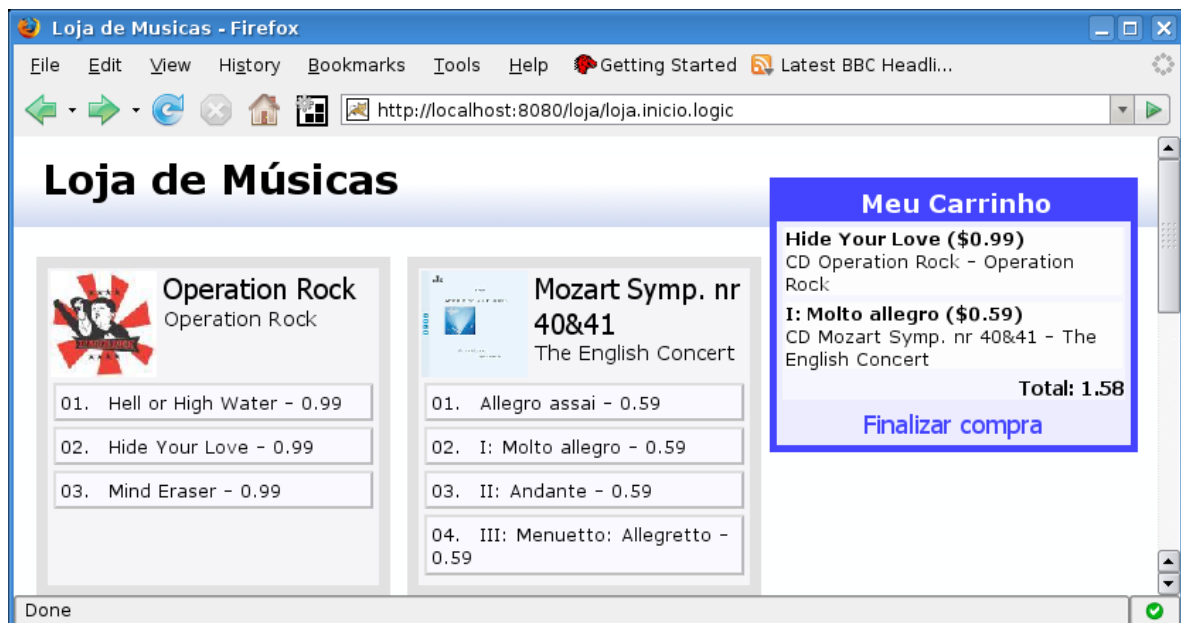 Loja de Musicas - Firefox
File Edit View History Bookmarks Tools Help Getting Started Latest BBC Headli...
http://localhost:8080/loja/loja.inicio.logic
Loja de Músicas
Operation Rock
Operation Rock
01. Hell or High Water - 0.99
02. Hide Your Love - 0.99
03. Mind Eraser - 0.99
Mozart Symp. nr
40&41
The English Concert
01. Allegro assai - 0.59
02. I: Molto allegro - 0.59
03. II: Andante - 0.59
04. III: Menuetto: Allegretto -
0.59
Meu Carrinho
Hide Your Love ($0.99)
CD Operation Rock - Operation
Rock
I: Molto allegro ($0.59)
CD Mozart Symp. nr 40&41 - The
English Concert
Total: 1.58
Finalizar compra
Done